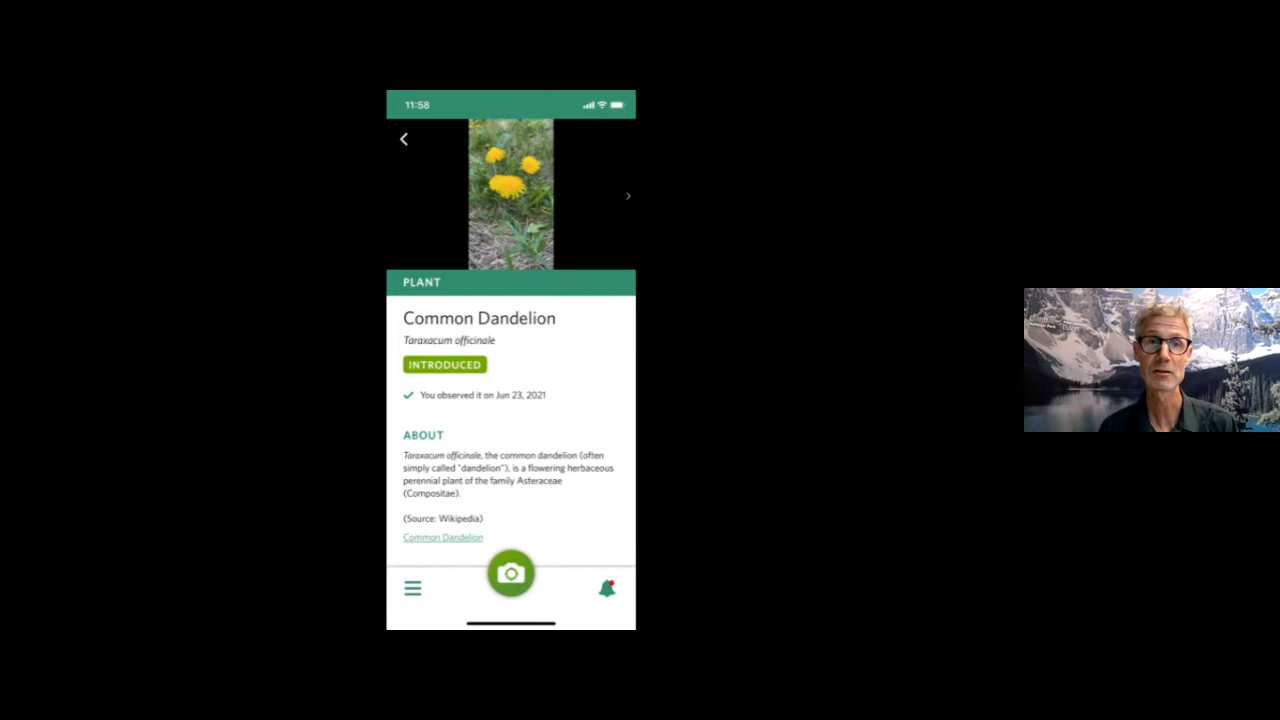 11:58
PLANT
Common Dandelion
Taraxacum officinale
INTRODUCED
You observed it on Jun 23, 2021
ABOUT
Taraxacum officinale, the common dandelion (often
simply called "dandelion"), is a flowering herbaceous
perennial plant of the family Asteraceae
(Compositae).
(Source: Wikipedia)
Common Dandelion